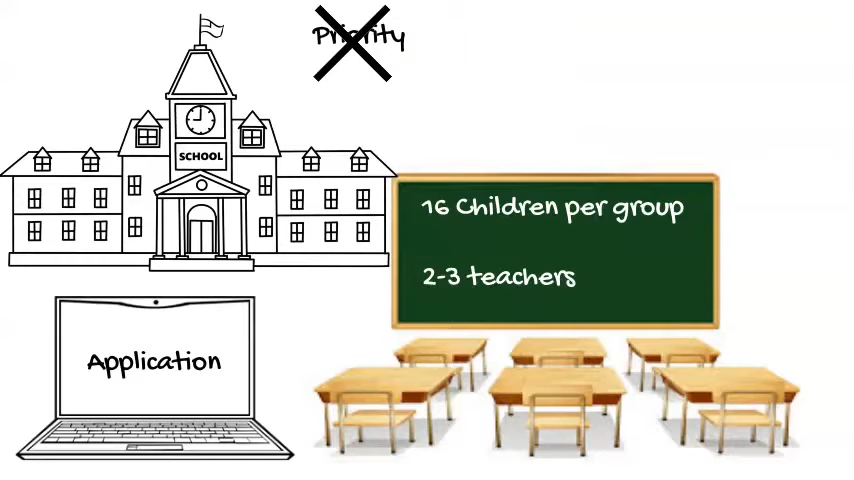 Priority
SCHOOL
16 Children per group
2-3 teachers
Application